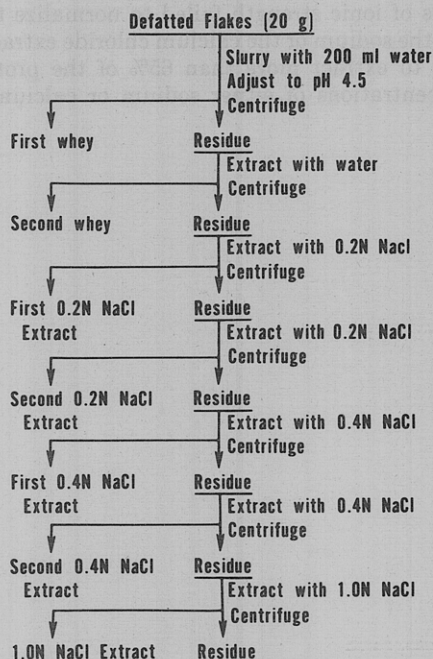 Defatted Flakes (20 g)
Slurry with 200 ml water
Adjust to pH 4.5
Centrifuge
First whey
Residue
Extract with water
Centrifuge
Second whey
Residue
Extract with 0.2N Nacl
Centrifuge
First 0.2N NaCl
Extract
Residue
Extract with 0.2N NaCl
Centrifuge
Second 0.2N NaCl
Extract
Residue
Extract with 0.4N NaCl
Centrifuge
First 0.4N NaCl
Extract
Residue
Extract with 0.4N NaCl
Centrifuge
Second 0.4N NaCl
Extract
Residue
Extract with 1.0N NaCl
Centrifuge
1.0N NaCl Extract
Residue